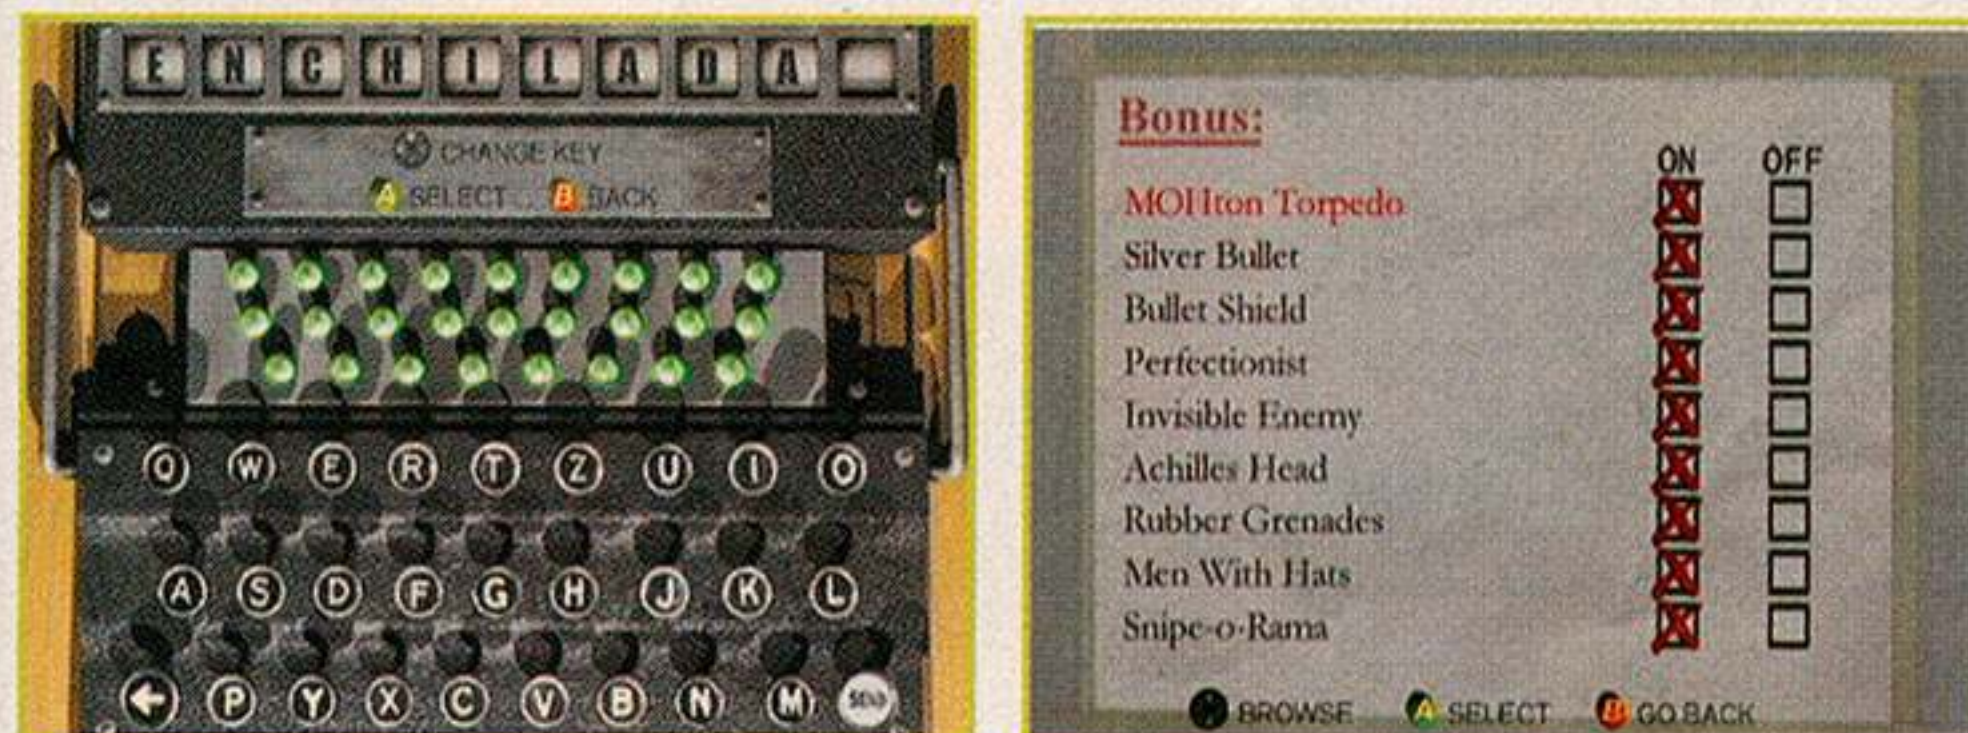 E N C H I L A D A
CHANGE KEY
A SELECT B BACK
Q W E R T Z U I O
A S D F G H J K L
P Y X C V B N M SEND
Bonus:
ON OFF
MOHton Torpedo
Silver Bullet
Bullet Shield
Perfectionist
Invisible Enemy
Achilles Head
Rubber Grenades
Men With Hats
Snipe-o-Rama
BROWSE A SELECT B GO BACK